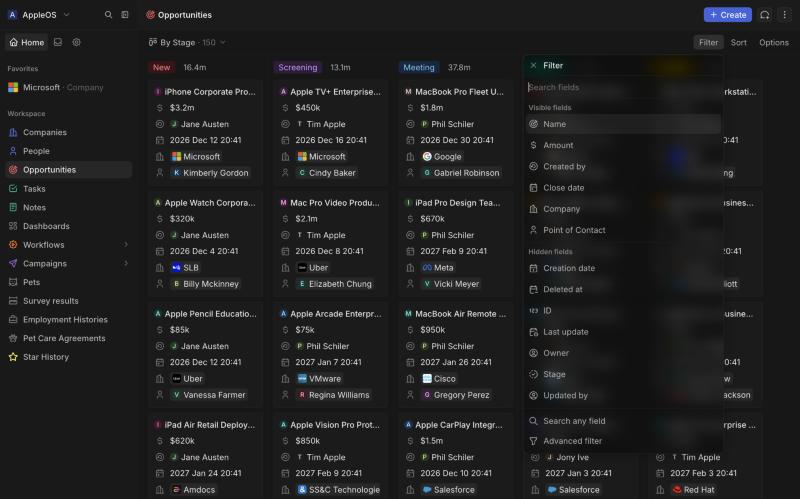 AppleOS
Opportunities
Create
Home
By Stage · 150
Filter
Sort
Options
Favorites
Microsoft · Company
Workspace
Companies
People
Opportunities
Tasks
Notes
Dashboards
Workflows
Campaigns
Pets
Survey results
Employment Histories
Pet Care Agreements
Star History
New 16.4m
I iPhone Corporate Pro...
$3.2m
J Jane Austen
2026 Dec 12 20:41
Microsoft
K Kimberly Gordon
A Apple Watch Corpora...
$320k
J Jane Austen
2026 Dec 4 20:41
SLB
B Billy Mckinney
A Apple Pencil Educatio...
$85k
J Jane Austen
2026 Dec 12 20:41
Uber
V Vanessa Farmer
I iPad Air Retail Deploy...
$620k
J Jane Austen
2027 Jan 24 20:41
Amdocs
Screening 13.1m
A Apple TV+ Enterprise...
$450k
T Tim Apple
2026 Dec 16 20:41
Microsoft
C Cindy Baker
M Mac Pro Video Produ...
$2.1m
T Tim Apple
2026 Dec 8 20:41
Uber
E Elizabeth Chung
A Apple Arcade Enterpr...
$75k
P Phil Schiler
2027 Jan 7 20:41
VMware
R Regina Williams
A Apple Vision Pro Prot...
$850k
T Tim Apple
2027 Feb 9 20:41
SS&C Technologie
Meeting 37.8m
M MacBook Pro Fleet U...
$1.8m
P Phil Schiler
2026 Dec 30 20:41
Google
G Gabriel Robinson
I iPad Pro Design Tea...
$670k
P Phil Schiler
2027 Feb 9 20:41
Meta
V Vicki Meyer
M MacBook Air Remote ...
$950k
P Phil Schiler
2027 Jan 26 20:41
Cisco
G Gregory Perez
A Apple CarPlay Integr...
$1.5m
P Phil Schiler
2026 Dec 10 20:41
Salesforce
Filter
Search fields
Visible fields
Name
Amount
Created by
Close date
Company
Point of Contact
Hidden fields
Creation date
Deleted at
123 ID
Last update
Owner
Stage
Updated by
Search any field
Advanced filter
J Jony Ive
2027 Jan 3 20:41
Salesforce
T Tim Apple
2027 Feb 3 20:41
Red Hat